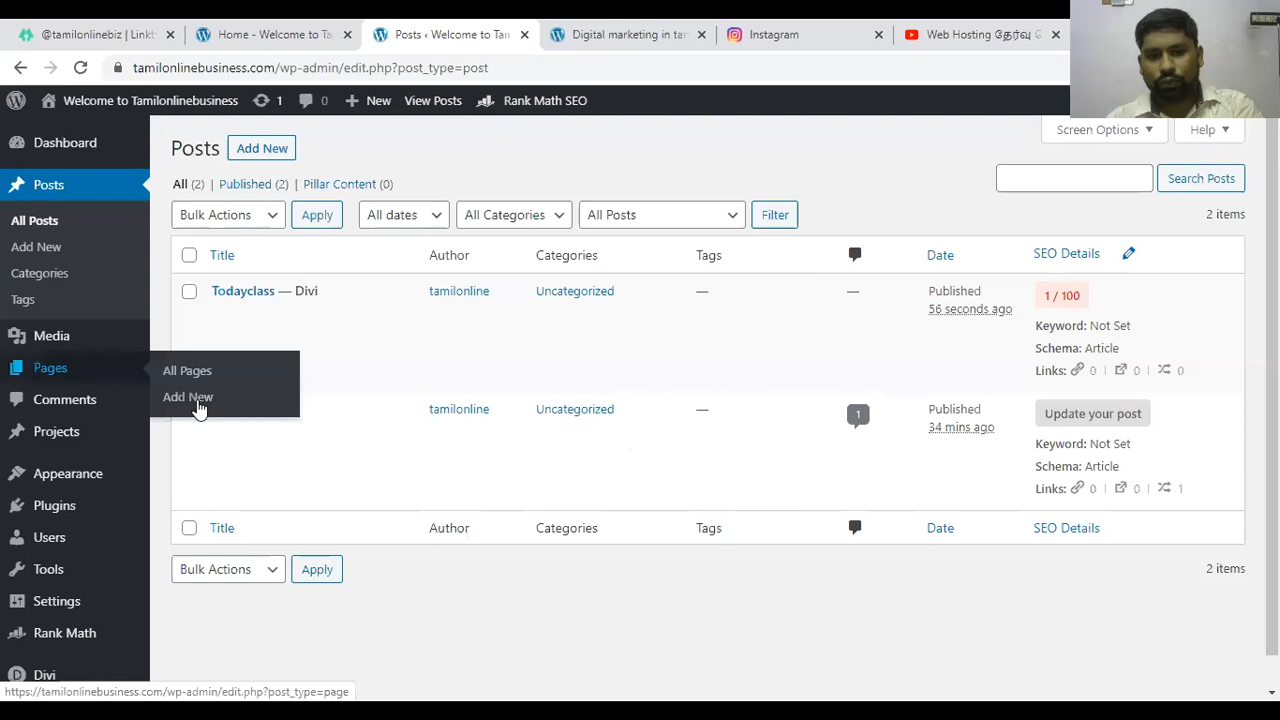 @tamilonlinebiz | Linkt
Home - Welcome to Ta
Posts ‹ Welcome to Tam
Digital marketing in tar
Instagram
Web Hosting தேர்வு
tamilonlinebusiness.com/wp-admin/edit.php?post_type=post
Welcome to Tamilonlinebusiness 1 0 New View Posts Rank Math SEO
Screen Options Help
Dashboard
Posts
All Posts
Add New
Categories
Tags
Media
Pages
All Pages
Add New
Comments
Projects
Appearance
Plugins
Users
Tools
Settings
Rank Math
Divi
Posts Add New
All (2) | Published (2) | Pillar Content (0)
Search Posts
Bulk Actions Apply All dates All Categories All Posts Filter
2 items
Title Author Categories Tags Date SEO Details
Todayclass — Divi tamilonline Uncategorized — — Published 1 / 100
56 seconds ago
Keyword: Not Set
Schema: Article
Links: 0 | 0 | 0
tamilonline Uncategorized — 1 Published Update your post
34 mins ago
Keyword: Not Set
Schema: Article
Links: 0 | 0 | 1
Title Author Categories Tags Date SEO Details
Bulk Actions Apply
2 items
https://tamilonlinebusiness.com/wp-admin/edit.php?post_type=page